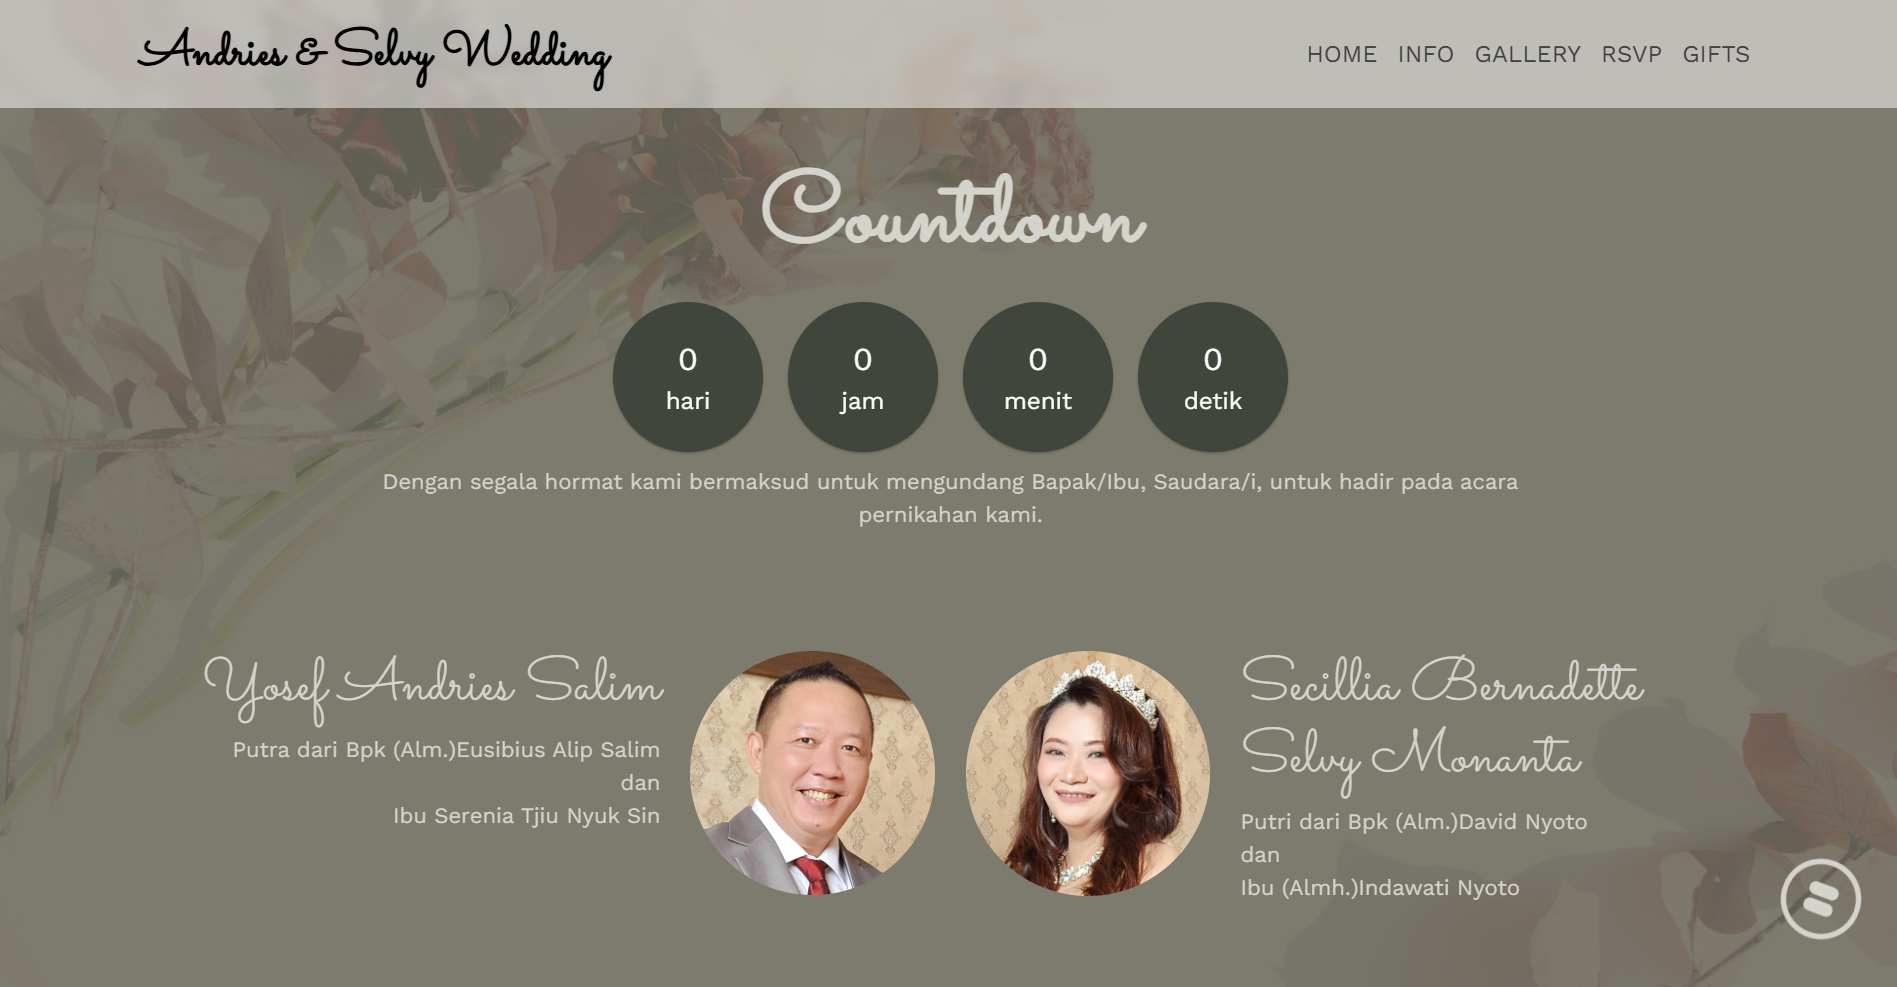 Andries & Selvy Wedding
HOME INFO GALLERY RSVP GIFTS
Countdown
0 0 0 0
hari jam menit detik
Dengan segala hormat kami bermaksud untuk mengundang Bapak/Ibu, Saudara/i, untuk hadir pada acara
pernikahan kami.
Yosef Andries Salim
Putra dari Bpk (Alm.)Eusibius Alip Salim
dan
Ibu Serenia Tjiu Nyuk Sin
Secillia Bernadette
Selvy Monanta
Putri dari Bpk (Alm.)David Nyoto
dan
Ibu (Almh.)Indawati Nyoto